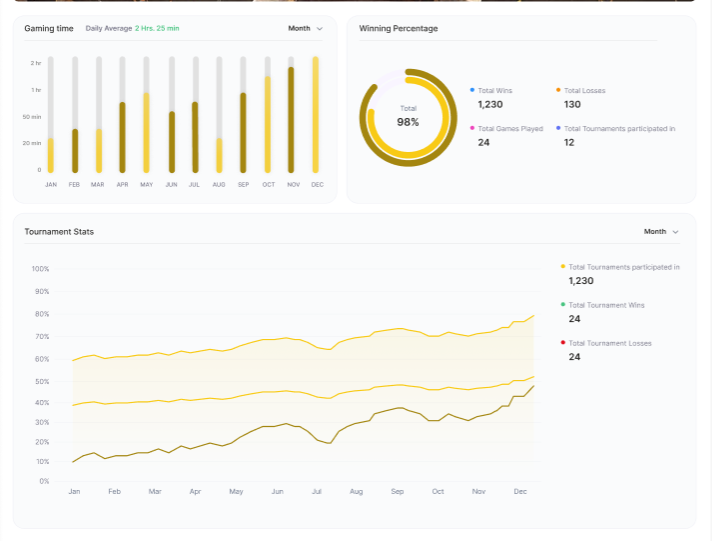 Gaming time
Daily Average 2 Hrs. 25 min
Month
2 hr
1 hr
50 min
20 min
0
JAN FEB MAR APR MAY JUN JUL AUG SEP OCT NOV DEC
Winning Percentage
Total
98%
Total Wins
1,230
Total Losses
130
Total Games Played
24
Total Tournaments participated in
12
Tournament Stats
Month
100%
90%
80%
70%
60%
50%
40%
30%
20%
10%
0%
Jan Feb Mar Apr May Jun Jul Aug Sep Oct Nov Dec
Total Tournaments participated in
1,230
Total Tournament Wins
24
Total Tournament Losses
24